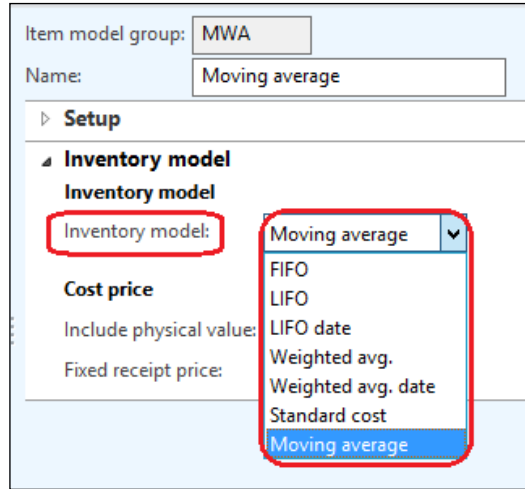 Item model group: MWA
Name: Moving average
Setup
Inventory model
Inventory model
Inventory model: Moving average
FIFO
LIFO
Cost price
Include physical value: LIFO date
Weighted avg.
Fixed receipt price: Weighted avg. date
Standard cost
Moving average